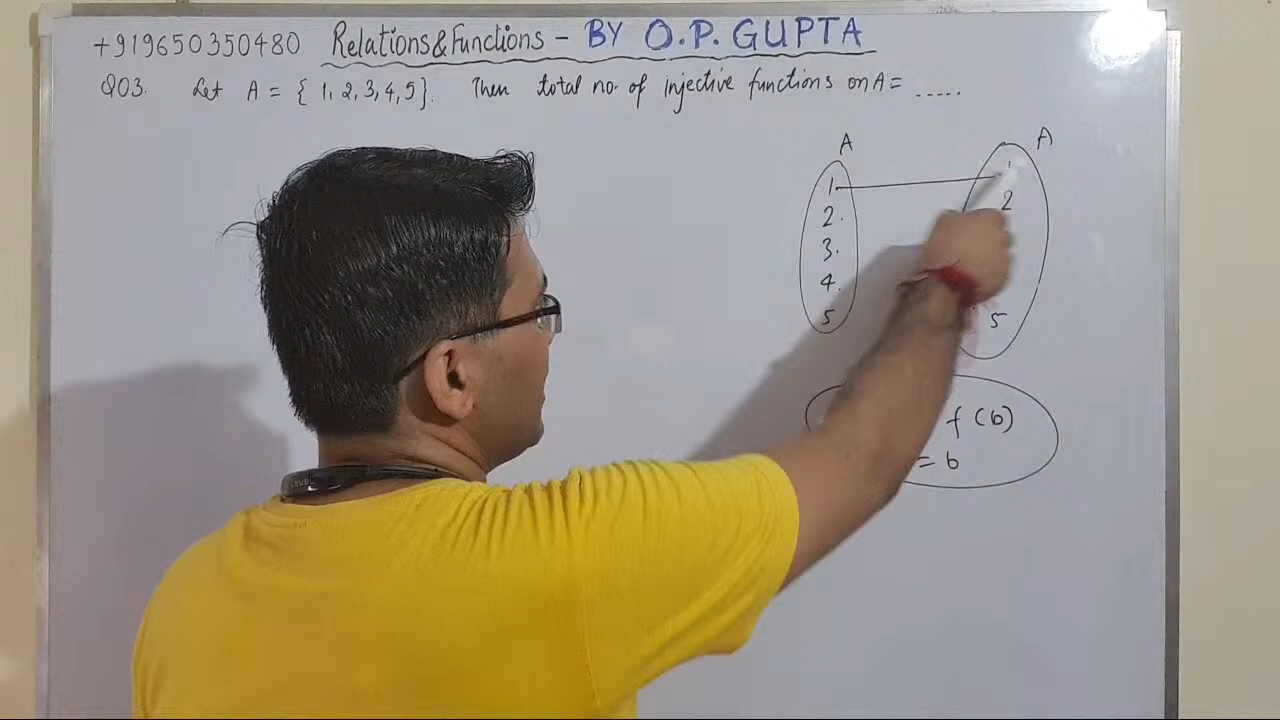 +919650350480 Relations & Functions - BY O.P. GUPTA
Q03. Let A = { 1, 2, 3, 4, 5}. Then total no. of injective functions on A = .....
A A
1 1
2. 2
3.
4.
5 5
f (b)
= b